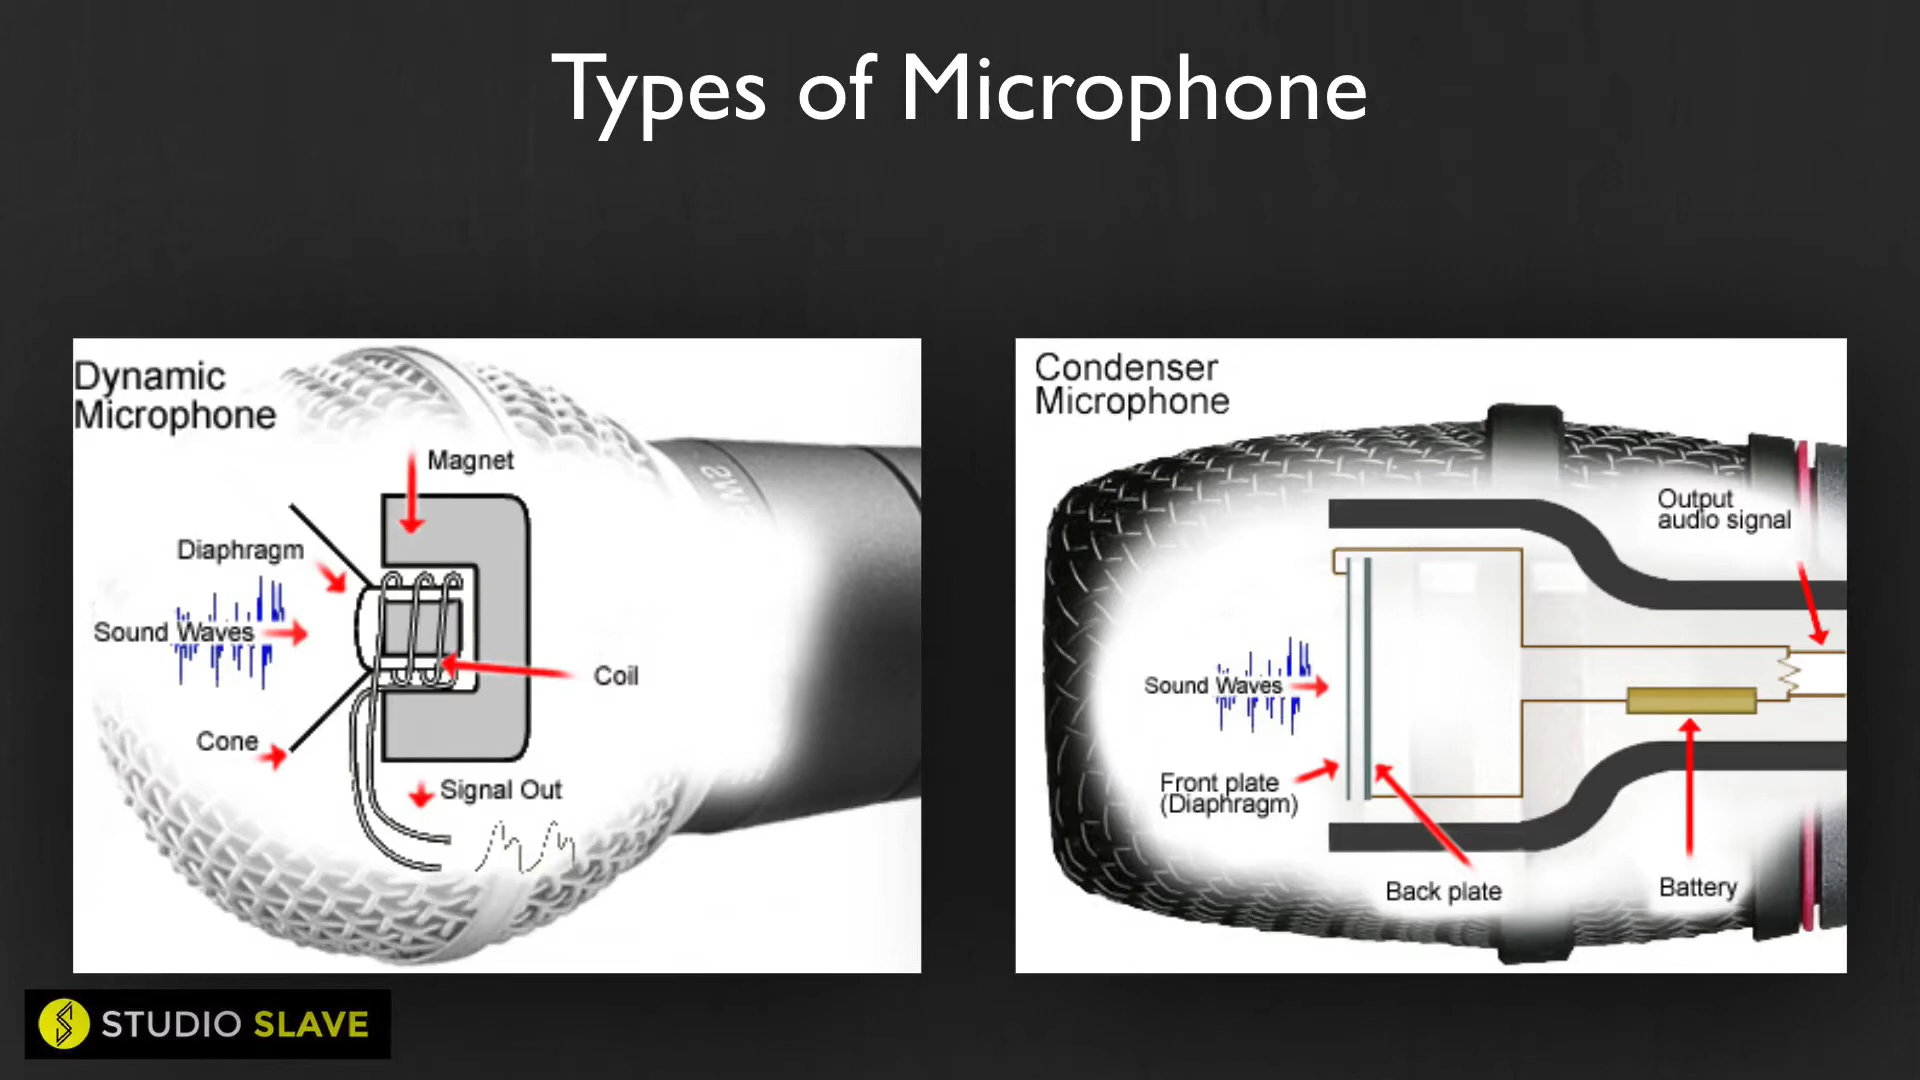 Types of Microphone
Dynamic
Microphone
Magnet
Diaphragm
Sound Waves
Coil
Cone
Signal Out
Condenser
Microphone
Output
audio signal
Sound Waves
Front plate
(Diaphragm)
Back plate
Battery
STUDIO SLAVE